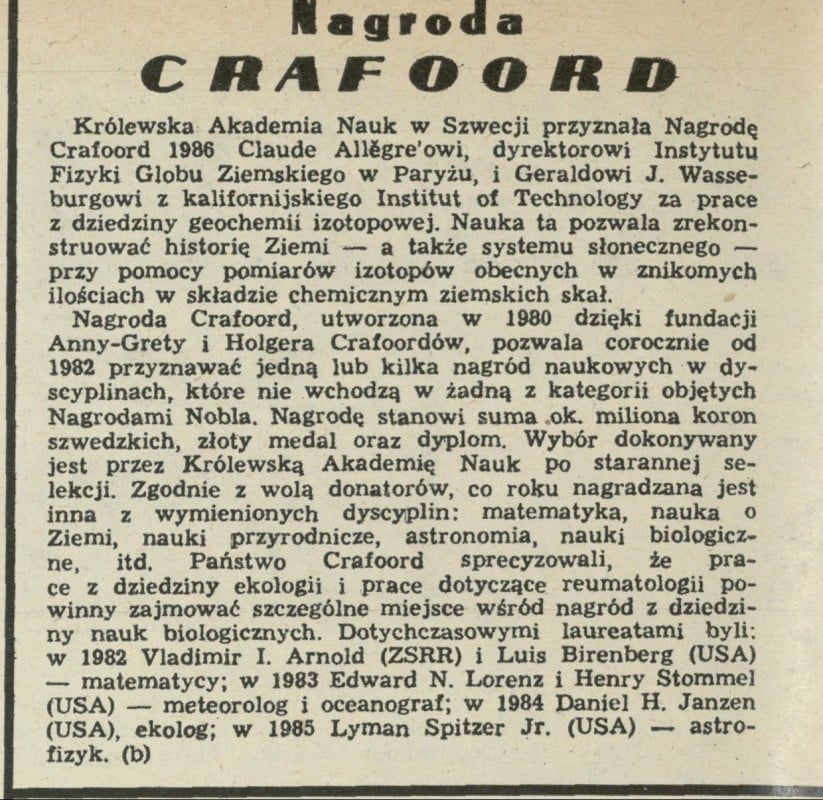 Nagroda
CRAFOORD
Królewska Akademia Nauk w Szwecji przyznała Nagrodę
Crafoord 1986 Claude Allĕgre'owi, dyrektorowi Instytutu
Fizyki Globu Ziemskiego w Paryżu, i Geraldowi J. Wasse-
burgowi z kalifornijskiego Institut of Technology za prace
z dziedziny geochemii izotopowej. Nauka ta pozwala zrekon-
struować historię Ziemi — a także systemu słonecznego —
przy pomocy pomiarów izotopów obecnych w znikomych
ilościach w składzie chemicznym ziemskich skał.
Nagroda Crafoord, utworzona w 1980 dzięki fundacji
Anny-Grety i Holgera Crafoordów, pozwala corocznie od
1982 przyznawać jedną lub kilka nagród naukowych w dy-
scyplinach, które nie wchodzą w żadną z kategorii objętych
Nagrodami Nobla. Nagrodę stanowi suma ok. miliona koron
szwedzkich, złoty medal oraz dyplom. Wybór dokonywany
jest przez Królewską Akademię Nauk po starannej se-
lekcji. Zgodnie z wolą donatorów, co roku nagradzana jest
inna z wymienionych dyscyplin: matematyka, nauka o
Ziemi, nauki przyrodnicze, astronomia, nauki biologicz-
ne, itd. Państwo Crafoord sprecyzowali, że pra-
ce z dziedziny ekologii i prace dotyczące reumatologii po-
winny zajmować szczególne miejsce wśród nagród z dziedzi-
ny nauk biologicznych. Dotychczasowymi laureatami byli:
w 1982 Vladimir I. Arnold (ZSRR) i Luis Birenberg (USA)
— matematycy; w 1983 Edward N. Lorenz i Henry Stommel
(USA) — meteorolog i oceanograf; w 1984 Daniel H. Janzen
(USA), ekolog; w 1985 Lyman Spitzer Jr. (USA) — astro-
fizyk. (b)